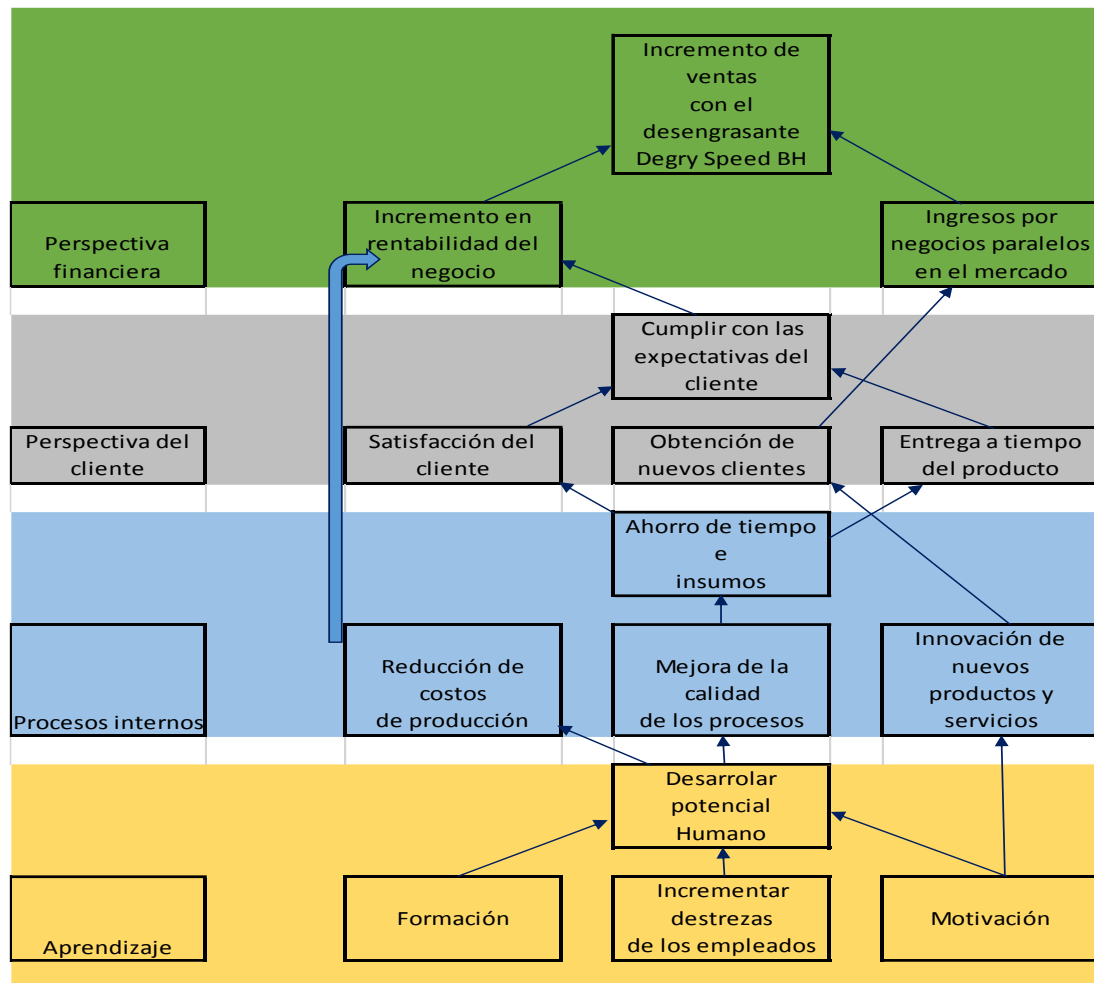 Incremento de
ventas
con el
desengrasante
Degry Speed BH
Perspectiva
financiera
Incremento en
rentabilidad del
negocio
Ingresos por
negocios paralelos
en el mercado
Cumplir con las
expectativas del
cliente
Perspectiva del
cliente
Satisfacción del
cliente
Obtención de
nuevos clientes
Entrega a tiempo
del producto
Ahorro de tiempo
e
insumos
Procesos internos
Reducción de
costos
de producción
Mejora de la
calidad
de los procesos
Innovación de
nuevos
productos y
servicios
Desarrolar
potencial
Humano
Aprendizaje
Formación
Incrementar
destrezas
de los empleados
Motivación